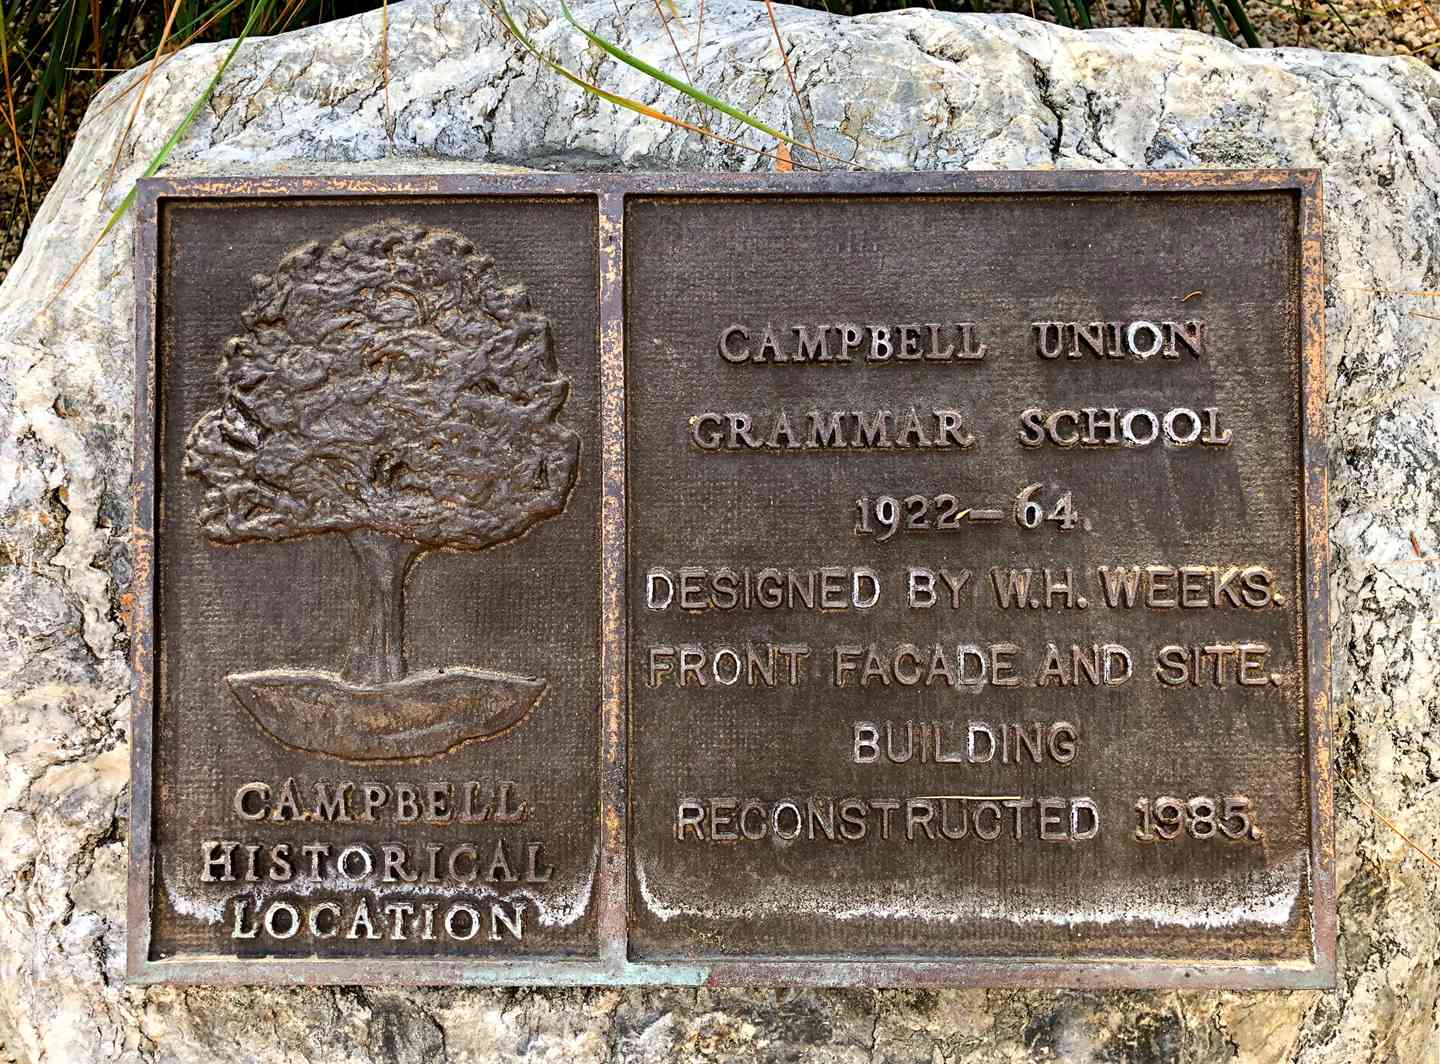 CAMPBELL
HISTORICAL
LOCATION
CAMPBELL UNION
GRAMMAR SCHOOL
1922—64.
DESIGNED BY W.H. WEEKS.
FRONT FACADE AND SITE.
BUILDING
RECONSTRUCTED 1985.